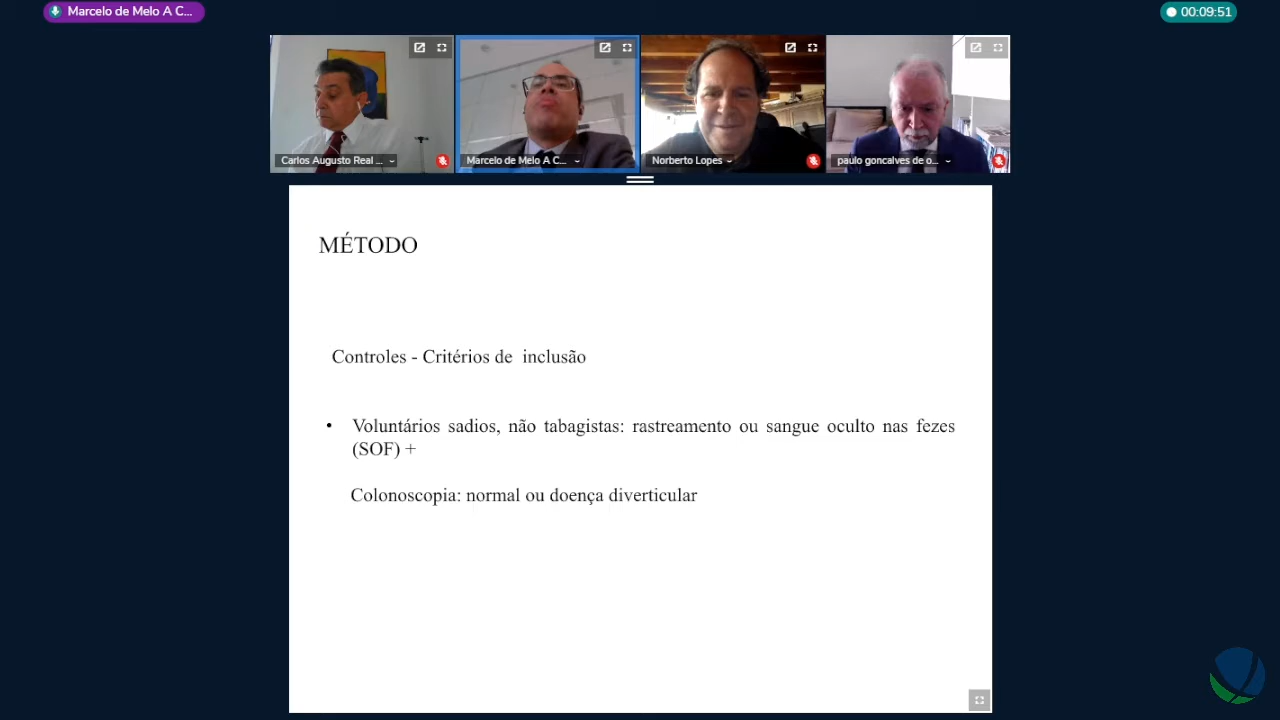 Marcelo de Melo A C...
00:09:51
Carlos Augusto Real ...
Marcelo de Melo A C...
Norberto Lopes
paulo goncalves de o...
MÉTODO
Controles - Critérios de inclusão
• Voluntários sadios, não tabagistas: rastreamento ou sangue oculto nas fezes
(SOF) +
Colonoscopia: normal ou doença diverticular